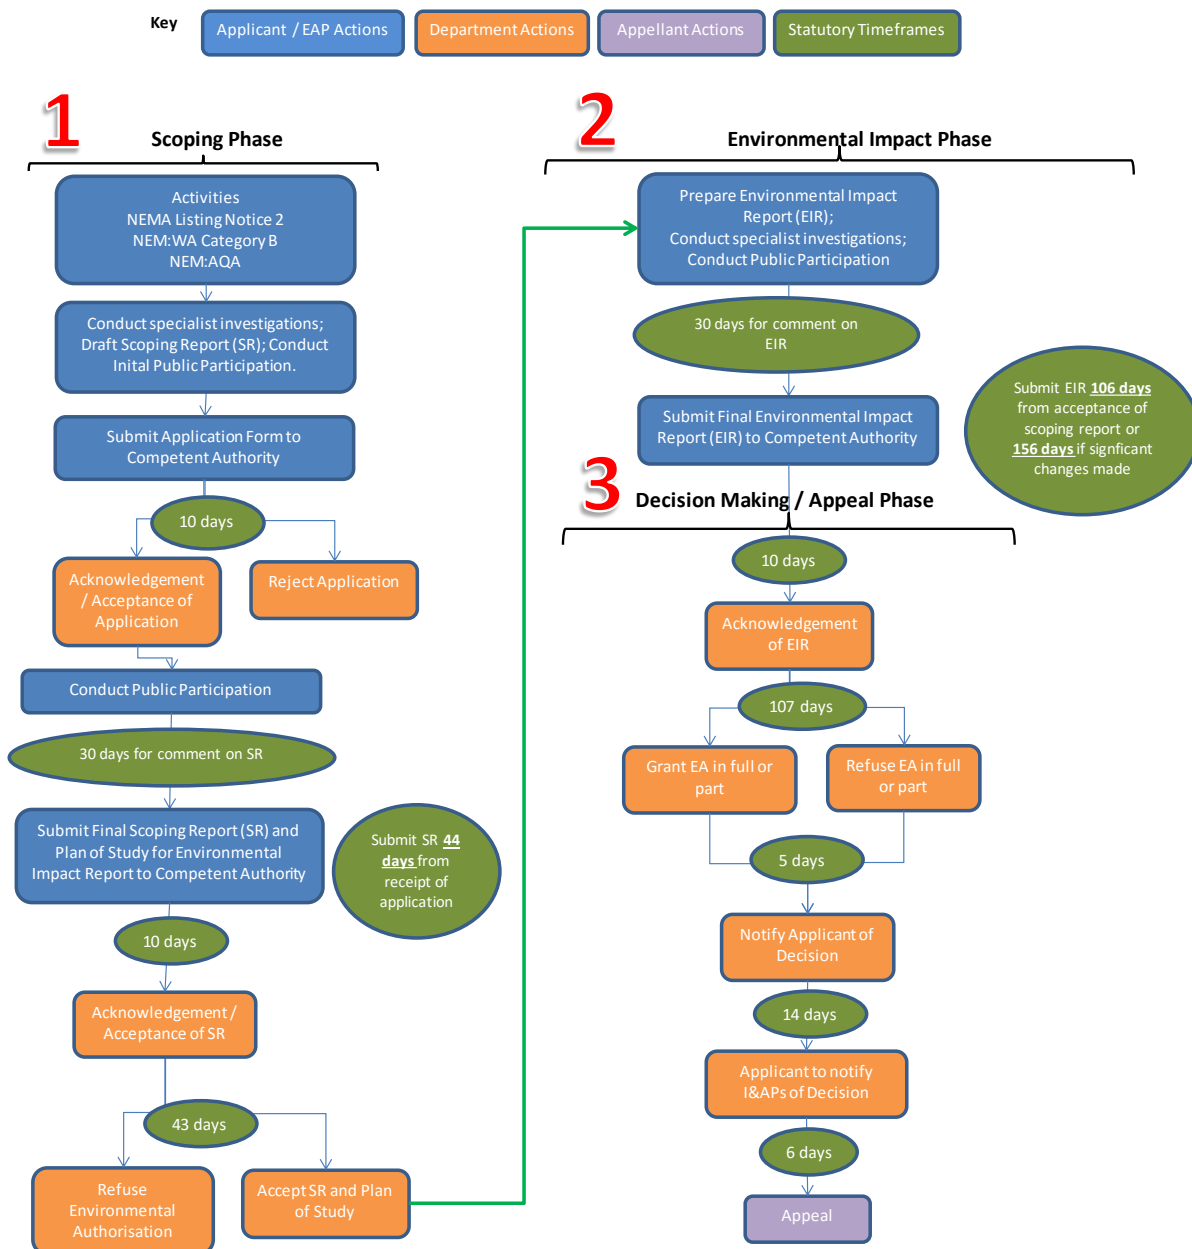 Key
Applicant / EAP Actions
Department Actions
Appellant Actions
Statutory Timeframes
1
Scoping Phase
Activities
NEMA Listing Notice 2
NEM:WA Category B
NEM:AQA
Conduct specialist investigations;
Draft Scoping Report (SR); Conduct
Inital Public Participation.
Submit Application Form to
Competent Authority
10 days
Acknowledgement
/ Acceptance of
Application
Reject Application
Conduct Public Participation
30 days for comment on SR
Submit Final Scoping Report (SR) and
Plan of Study for Environmental
Impact Report to Competent Authority
Submit SR 44
days from
receipt of
application
10 days
Acknowledgement /
Acceptance of SR
43 days
Refuse
Environmental
Authorisation
Accept SR and Plan
of Study
2
Environmental Impact Phase
Prepare Environmental Impact
Report (EIR);
Conduct specialist investigations;
Conduct Public Participation
30 days for comment on
EIR
Submit Final Environmental Impact
Report (EIR) to Competent Authority
Submit EIR 106 days
from acceptance of
scoping report or
156 days if signficant
changes made
3
Decision Making / Appeal Phase
10 days
Acknowledgement
of EIR
107 days
Grant EA in full or
part
Refuse EA in full
or part
5 days
Notify Applicant of
Decision
14 days
Applicant to notify
I&APs of Decision
6 days
Appeal